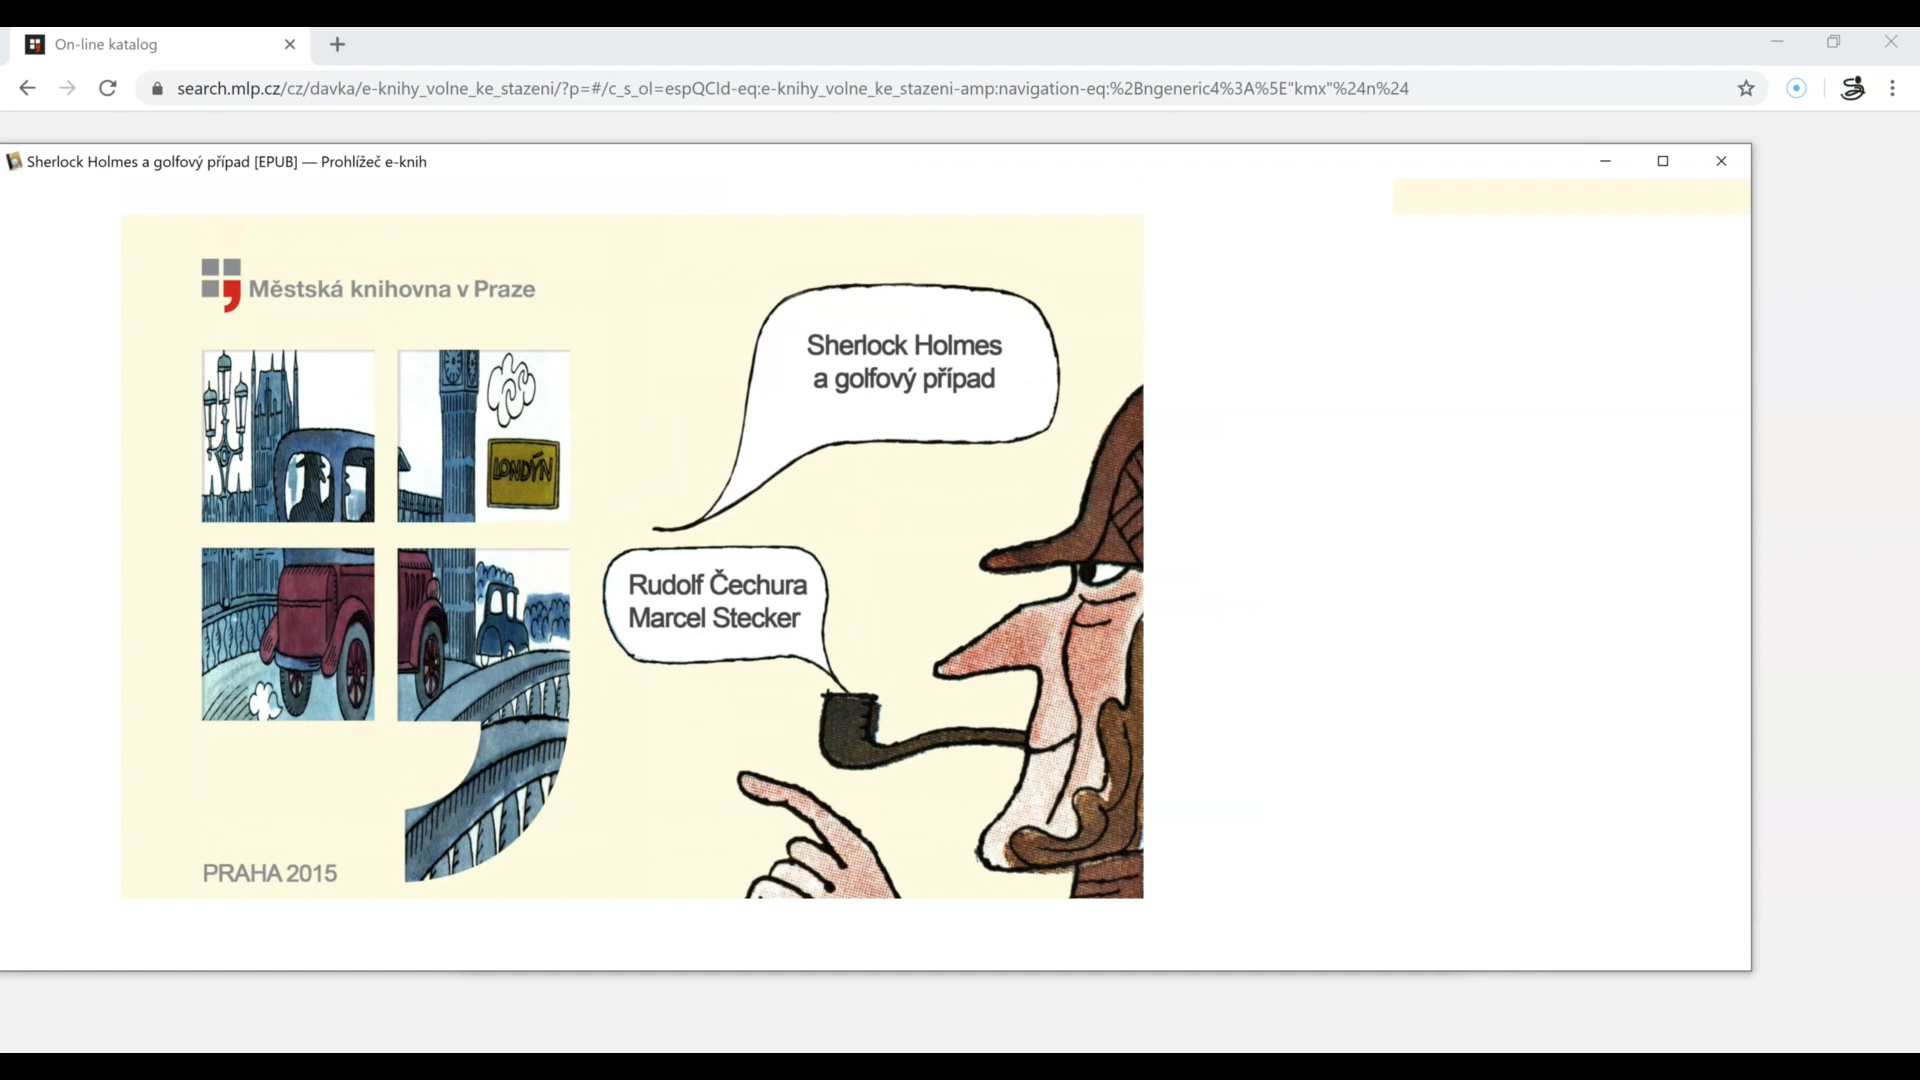 On-line katalog
search.mlp.cz/cz/davka/e-knihy_volne_ke_stazeni/?p=#/c_s_ol=espQCId-eq:e-knihy_volne_ke_stazeni-amp:navigation-eq:%2Bngeneric4%3A%5E"kmx"%24n%24
Sherlock Holmes a golfový případ [EPUB] — Prohlížeč e-knih
Městská knihovna v Praze
Sherlock Holmes
a golfový případ
LONDÝN
Rudolf Čechura
Marcel Stecker
PRAHA 2015